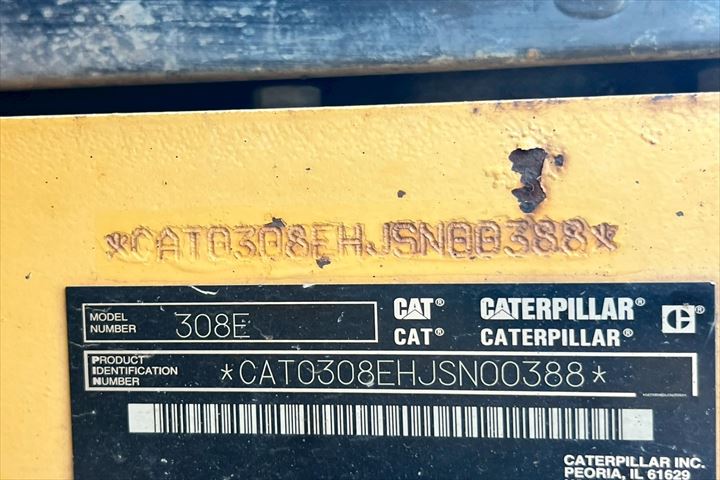 *CAT0308EHJSN00388*
MODEL NUMBER 308E
CAT® CATERPILLAR®
CAT® CATERPILLAR®
PRODUCT IDENTIFICATION NUMBER *CAT0308EHJSN00388*
CATERPILLAR INC.
PEORIA, IL 61629